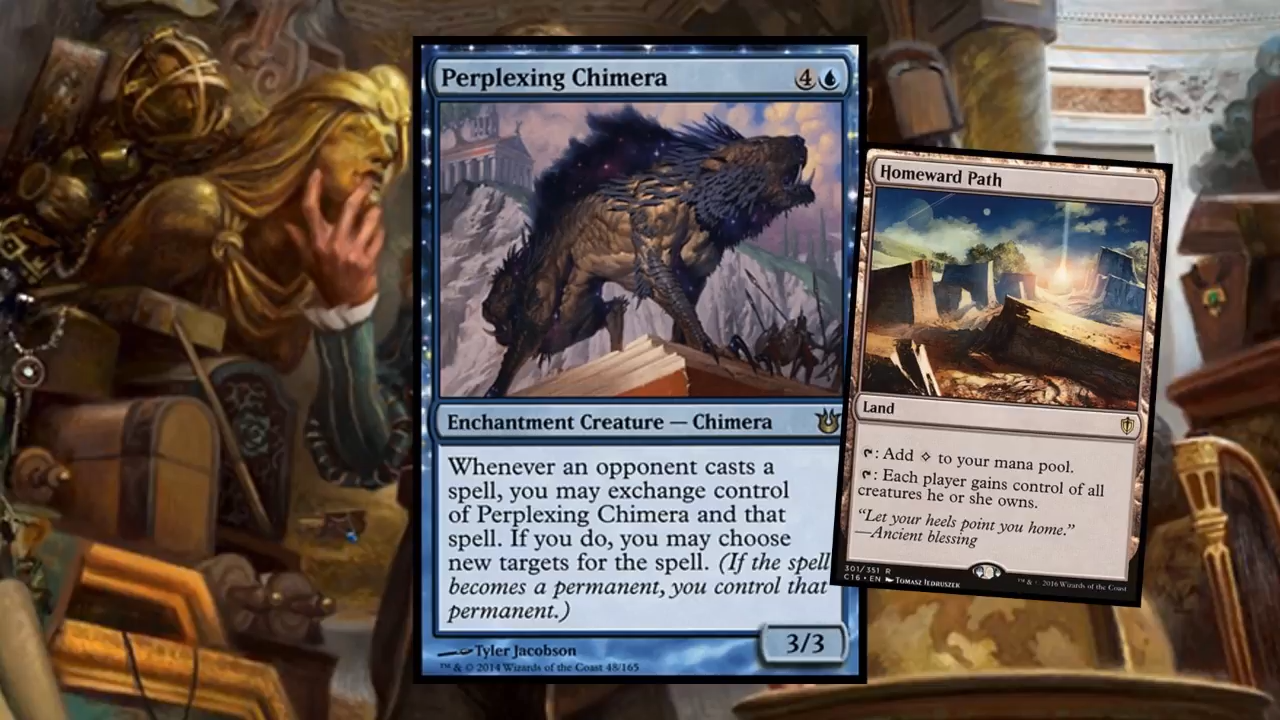 Perplexing Chimera
4
Enchantment Creature — Chimera
Whenever an opponent casts a
spell, you may exchange control
of Perplexing Chimera and that
spell. If you do, you may choose
new targets for the spell. (If the spell
becomes a permanent, you control that
permanent.)
3/3
Tyler Jacobson
™ & © 2014 Wizards of the Coast 48/165
Homeward Path
Land
: Add to your mana pool.
: Each player gains control of all
creatures he or she owns.
“Let your heels point you home.”
—Ancient blessing
301/351 R
C16 • EN Tomasz Jedruszek
™ & © 2016 Wizards of the Coast